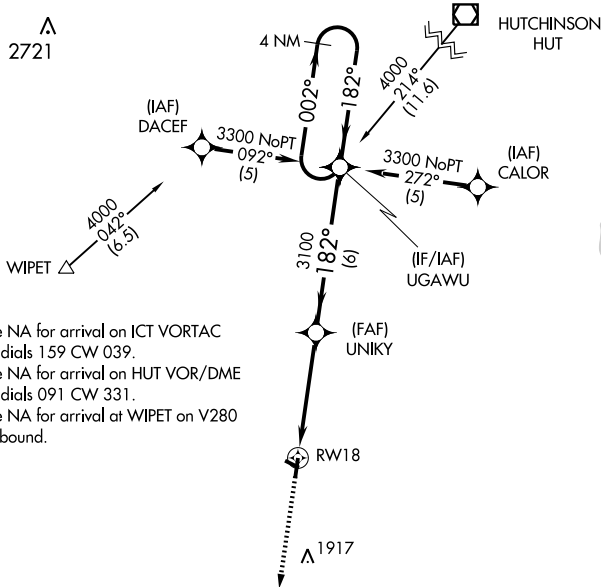 2721
4 NM
HUTCHINSON
HUT
002°
182°
4000
214°
(11.6)
(IAF)
DACEF
3300 NoPT
092°
(5)
3300 NoPT
272°
(5)
(IAF)
CALOR
4000
042°
(6.5)
WIPET
3100
182°
(6)
(IF/IAF)
UGAWU
(FAF)
UNIKY
NA for arrival on ICT VORTAC
dials 159 CW 039.
NA for arrival on HUT VOR/DME
dials 091 CW 331.
NA for arrival at WIPET on V280
bound.
RW18
1917